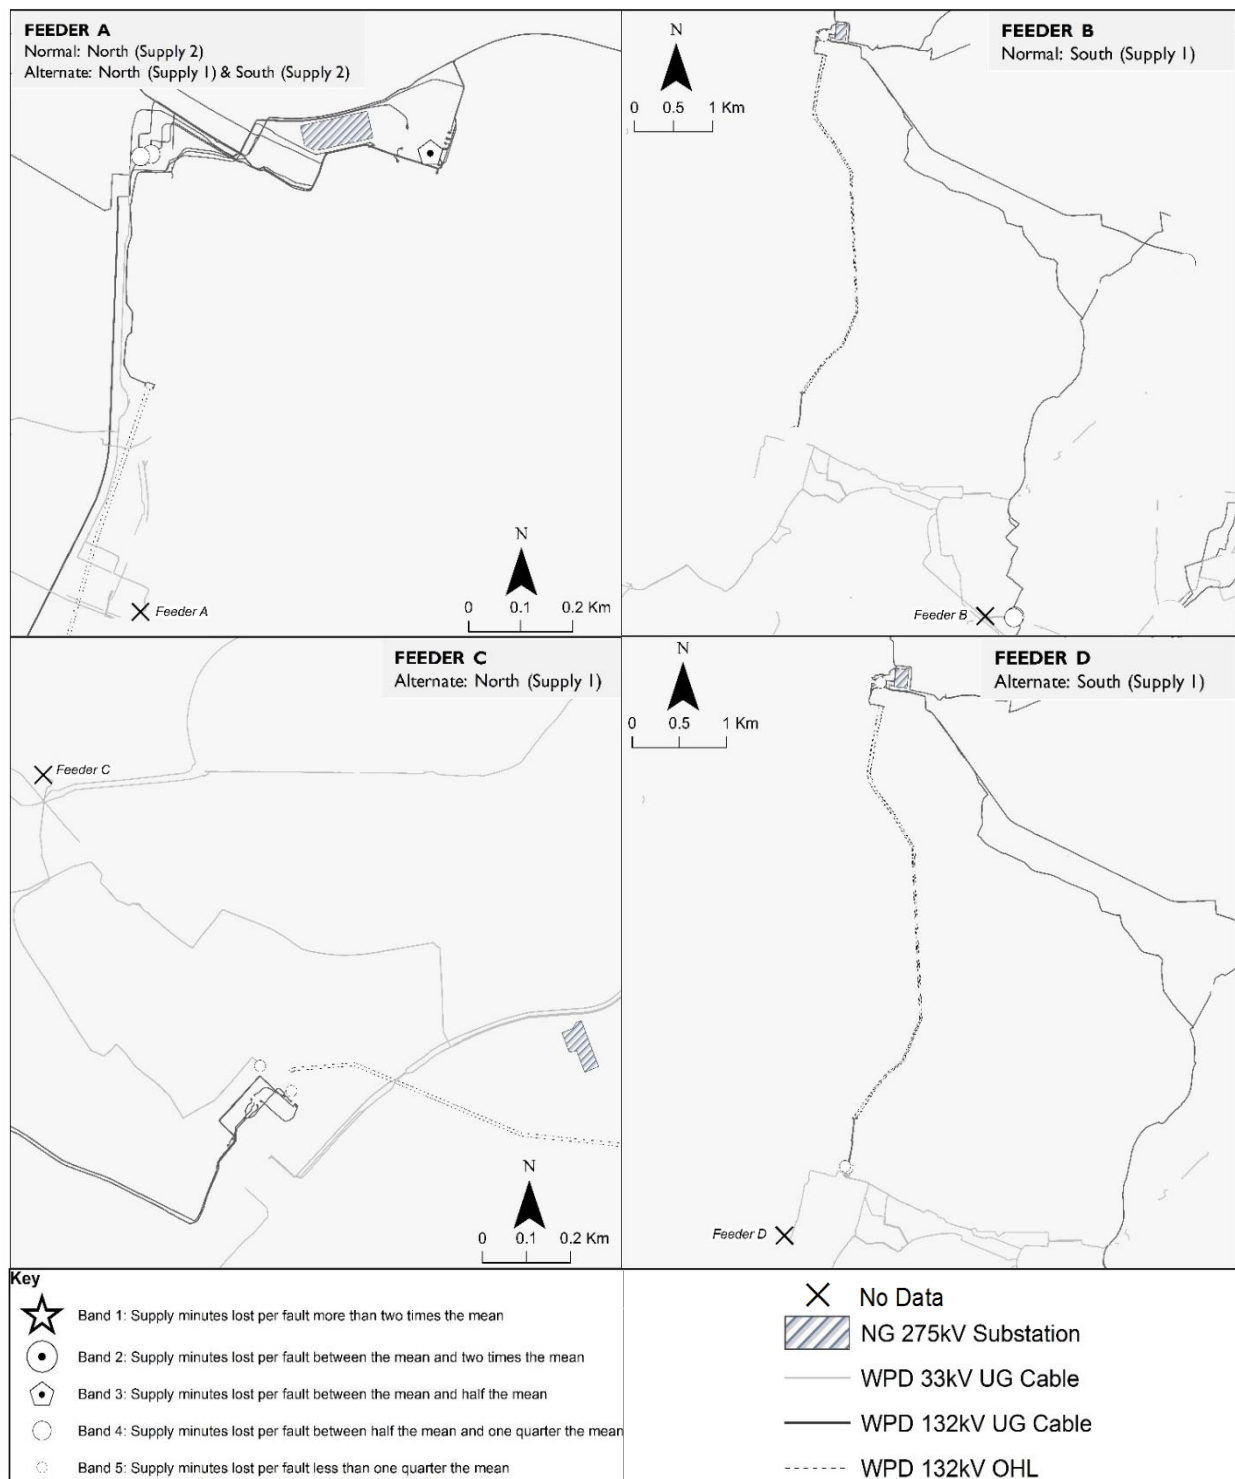 FEEDER A
Normal: North (Supply 2)
Alternate: North (Supply 1) & South (Supply 2)
N
0 0.1 0.2 Km
Feeder A
FEEDER B
Normal: South (Supply 1)
N
0 0.5 1 Km
Feeder B
FEEDER C
Alternate: North (Supply 1)
Feeder C
N
0 0.1 0.2 Km
FEEDER D
Alternate: South (Supply 1)
N
0 0.5 1 Km
Feeder D
Key
Band 1: Supply minutes lost per fault more than two times the mean
Band 2: Supply minutes lost per fault between the mean and two times the mean
Band 3: Supply minutes lost per fault between the mean and half the mean
Band 4: Supply minutes lost per fault between half the mean and one quarter the mean
Band 5: Supply minutes lost per fault less than one quarter the mean
No Data
NG 275kV Substation
WPD 33kV UG Cable
WPD 132kV UG Cable
WPD 132kV OHL